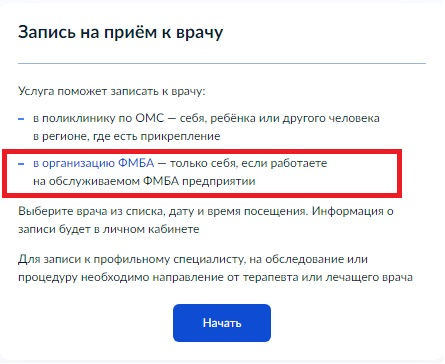 Запись на приём к врачу
Услуга поможет записать к врачу:
– в поликлинику по ОМС — себя, ребёнка или другого человека
в регионе, где есть прикрепление
– в организацию ФМБА — только себя, если работаете
на обслуживаемом ФМБА предприятии
Выберите врача из списка, дату и время посещения. Информация о
записи будет в личном кабинете
Для записи к профильному специалисту, на обследование или
процедуру необходимо направление от терапевта или лечащего врача
Начать